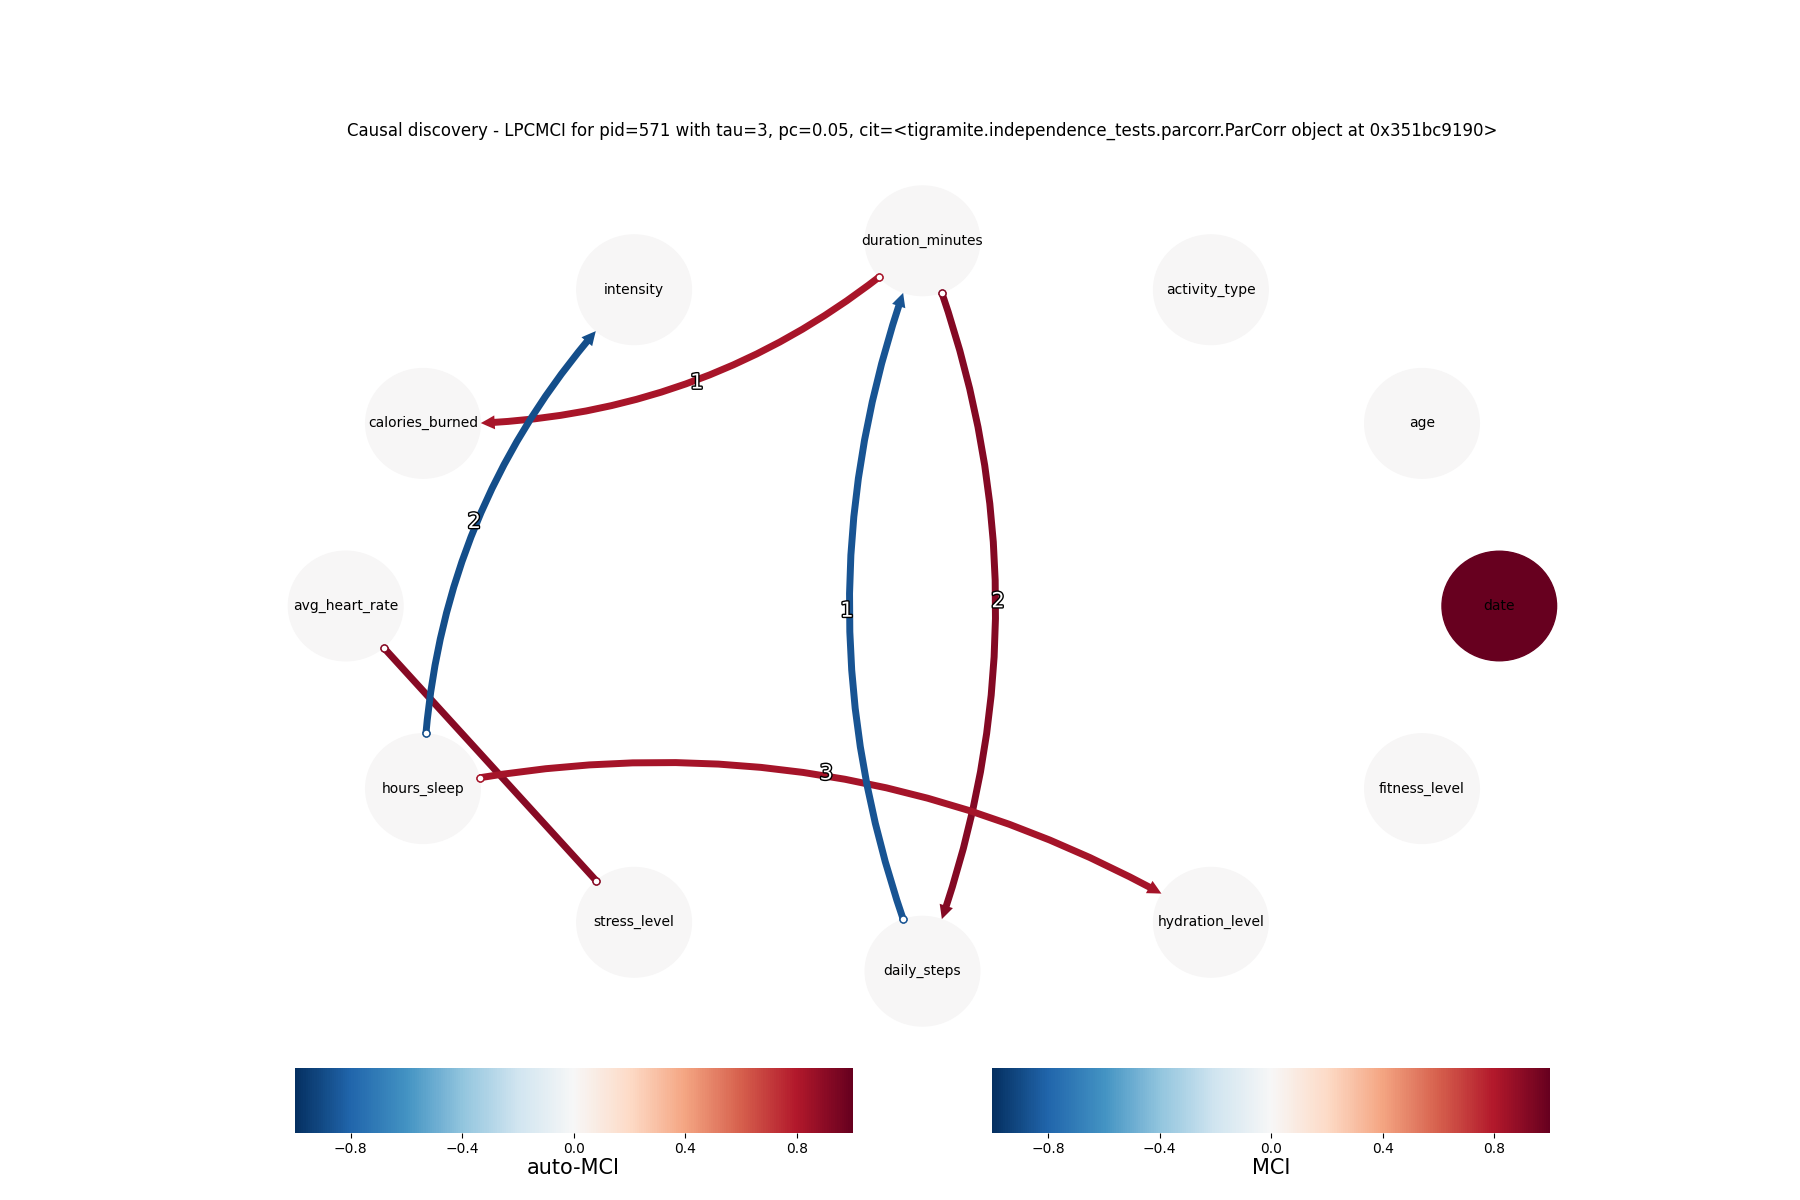 Causal discovery - LPCMCI for pid=571 with tau=3, pc=0.05, cit=<tigramite.independence_tests.parcorr.ParCorr object at 0x351bc9190>
duration_minutes
intensity
activity_type
1
calories_burned
age
2
avg_heart_rate
1
2
date
3
hours_sleep
fitness_level
stress_level
hydration_level
daily_steps
−0.8 −0.4 0.0 0.4 0.8
auto-MCI
−0.8 −0.4 0.0 0.4 0.8
MCI